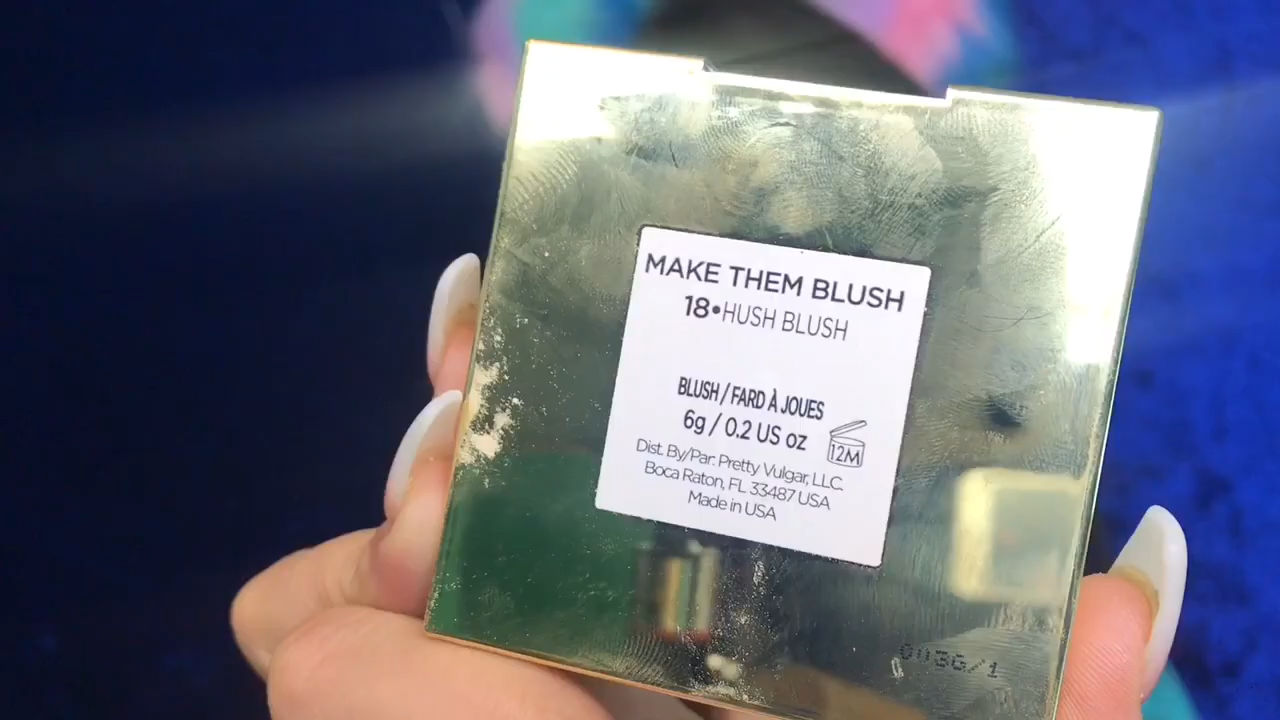 MAKE THEM BLUSH
18•HUSH BLUSH
BLUSH / FARD À JOUES
6g / 0.2 US oz
12M
Dist. By/Par: Pretty Vulgar, LLC.
Boca Raton, FL 33487 USA
Made in USA
003G/1